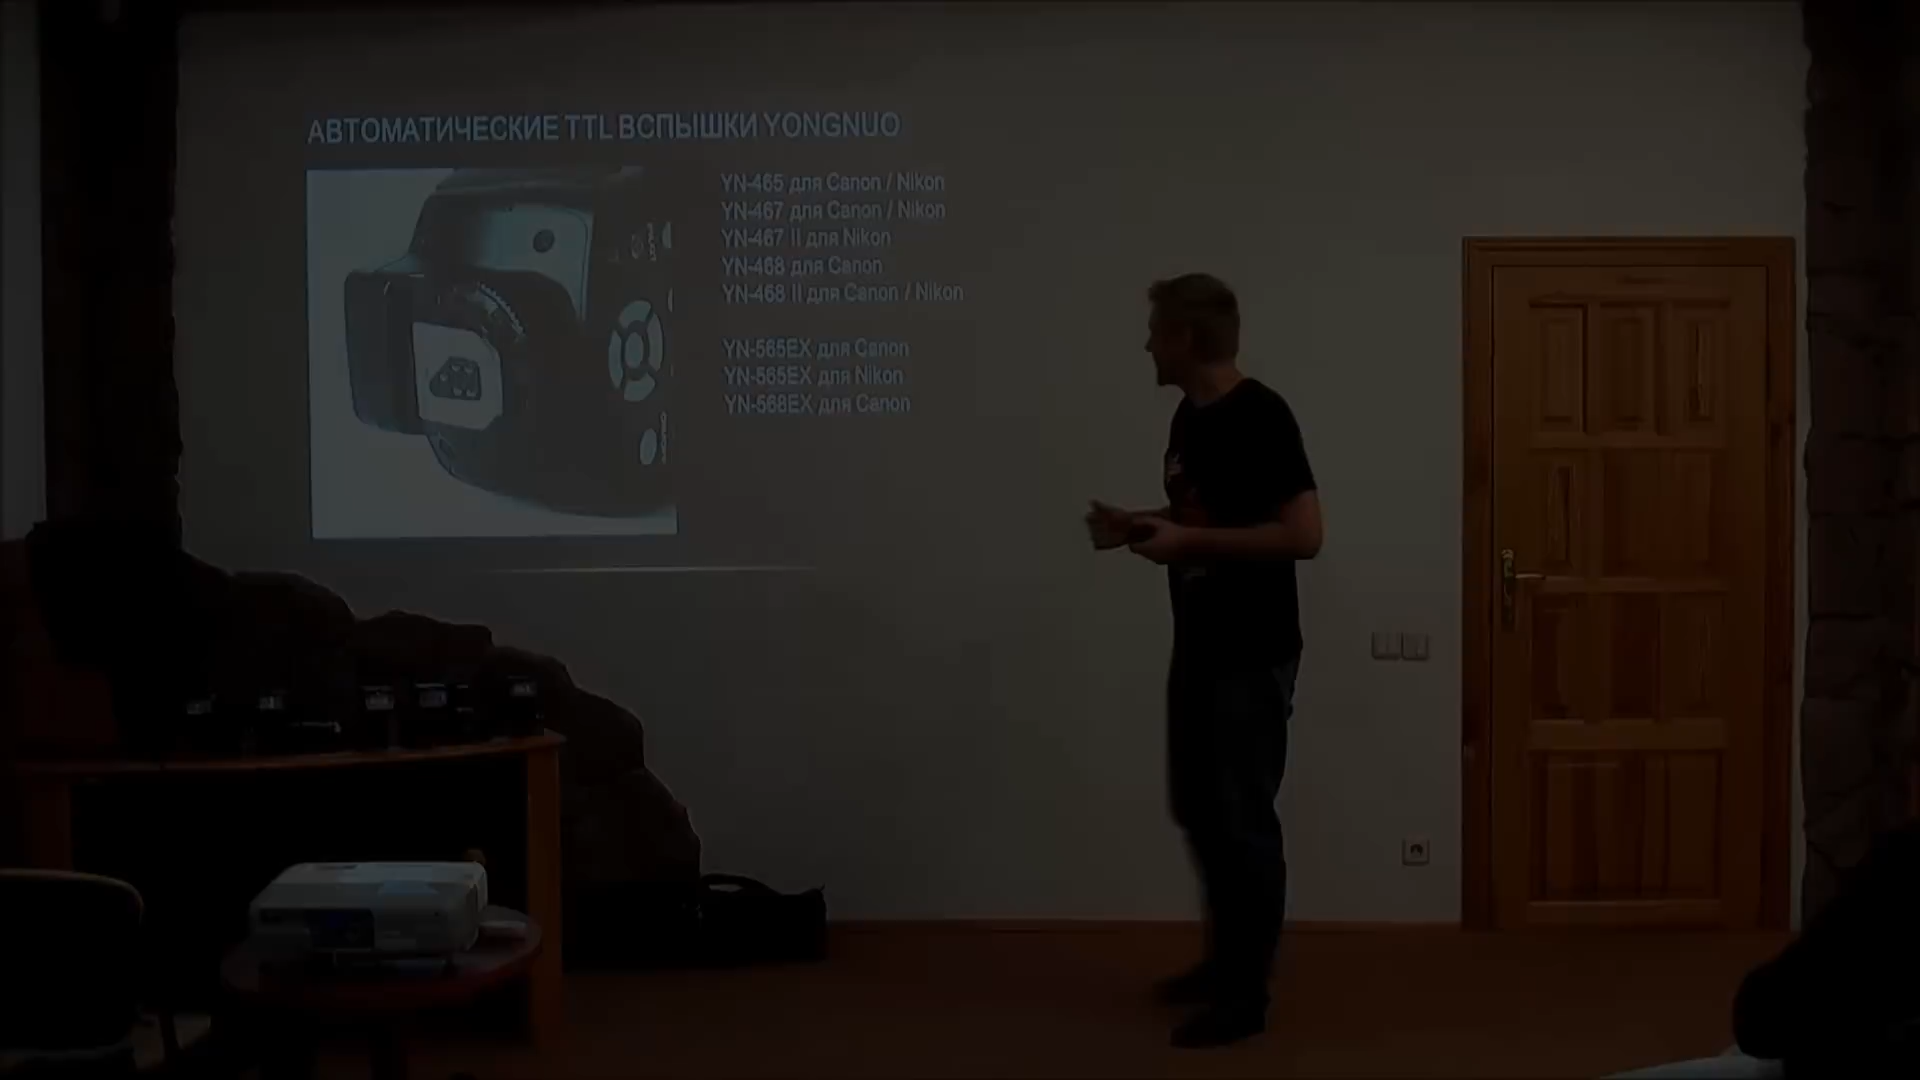 АВТОМАТИЧЕСКИЕ TTL ВСПЫШКИ YONGNUO
YN-465 для Canon / Nikon
YN-467 для Canon / Nikon
YN-467 II для Nikon
YN-468 для Canon
YN-468 II для Canon / Nikon
YN-565EX для Canon
YN-565EX для Nikon
YN-568EX для Canon